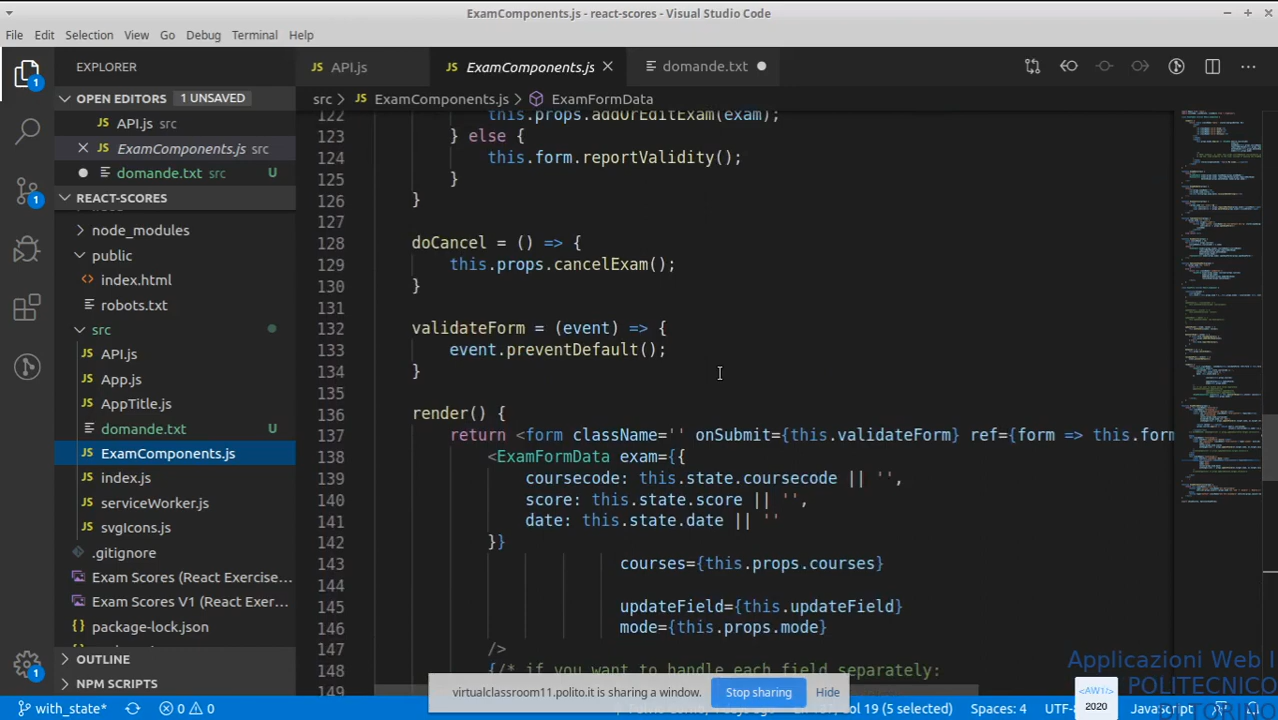 ExamComponents.js - react-scores - Visual Studio Code
File Edit Selection View Go Debug Terminal Help
EXPLORER
API.js
ExamComponents.js
domande.txt
OPEN EDITORS 1 UNSAVED
API.js src
ExamComponents.js src
domande.txt src U
REACT-SCORES
node_modules
public
index.html
robots.txt
src
API.js
App.js
AppTitle.js
domande.txt U
ExamComponents.js
index.js
serviceWorker.js
svgIcons.js
.gitignore
Exam Scores (React Exercise...
Exam Scores V1 (React Exer...
package-lock.json
OUTLINE
NPM SCRIPTS
src > ExamComponents.js > ExamFormData
122 this.props.addOrEditExam(exam);
123 } else {
124 this.form.reportValidity();
125 }
126 }
127
128 doCancel = () => {
129 this.props.cancelExam();
130 }
131
132 validateForm = (event) => {
133 event.preventDefault();
134 }
135
136 render() {
137 return <form className='' onSubmit={this.validateForm} ref={form => this.form
138 <ExamFormData exam={{
139 coursecode: this.state.coursecode || '',
140 score: this.state.score || '',
141 date: this.state.date || ''
142 }}
143 courses={this.props.courses}
144
145 updateField={this.updateField}
146 mode={this.props.mode}
147 />
148 {/* if you want to handle each field separately:
149
virtualclassroom11.polito.it is sharing a window. Stop sharing Hide
Applicazioni Web I
POLITECNICO
<AW1/>
2020
with_state* 0 0
col 19 (5 selected)
UTF-8
Javascript